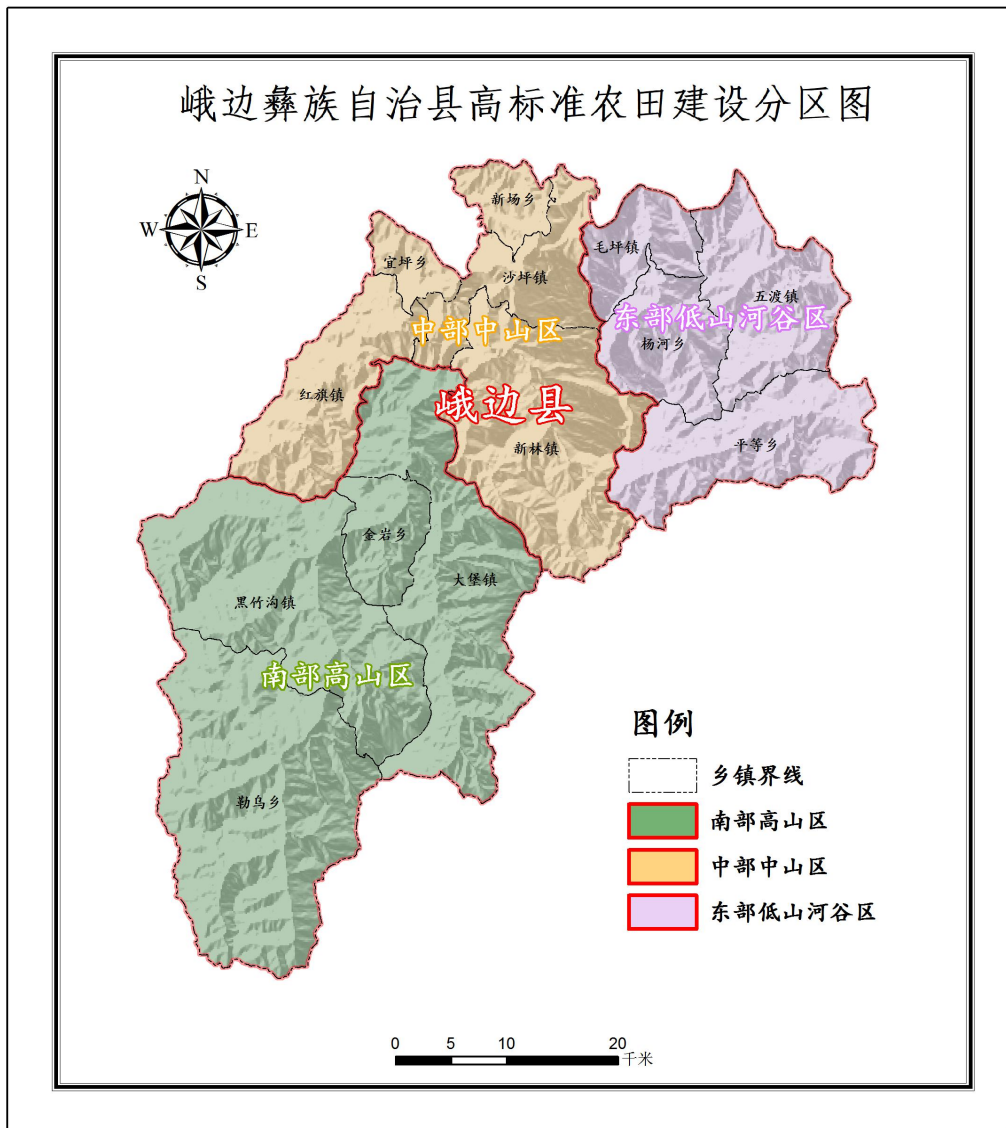 峨边彝族自治县高标准农田建设分区图
N
W
E
S
新场乡
毛坪镇
宜坪乡
沙坪镇
五渡镇
东部低山河谷区
中部中山区
杨河乡
红旗镇
峨边县
新林镇
平等乡
金岩乡
大堡镇
黑竹沟镇
南部高山区
勒乌乡
图例
乡镇界线
南部高山区
中部中山区
东部低山河谷区
0 5 10 20
千米